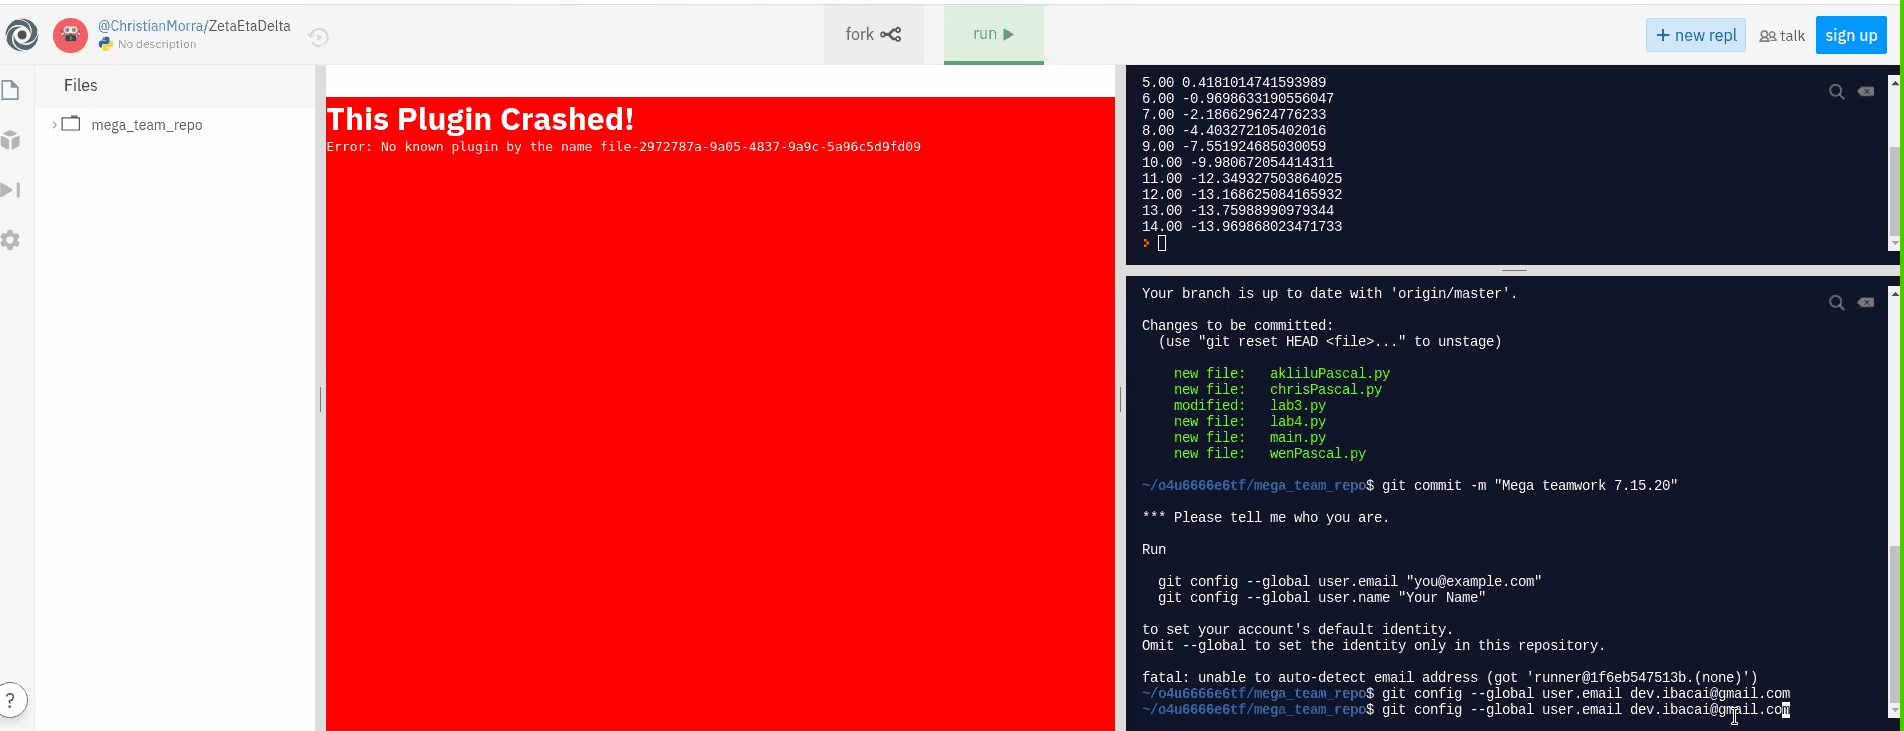 @ChristianMorra/ZetaEtaDelta
No description
fork
run
+ new repl
talk
sign up
Files
mega_team_repo
This Plugin Crashed!
Error: No known plugin by the name file-2972787a-9a05-4837-9a9c-5a96c5d9fd09
5.00 0.4181014741593989
6.00 -0.9698633190556047
7.00 -2.186629624776233
8.00 -4.403272105402016
9.00 -7.551924685030059
10.00 -9.980672054414311
11.00 -12.349327503864025
12.00 -13.168625084165932
13.00 -13.75988990979344
14.00 -13.969868023471733
Your branch is up to date with 'origin/master'.
Changes to be committed:
(use "git reset HEAD <file>..." to unstage)
new file: akliluPascal.py
new file: chrisPascal.py
modified: lab3.py
new file: lab4.py
new file: main.py
new file: wenPascal.py
~/o4u6666e6tf/mega_team_repo$ git commit -m "Mega teamwork 7.15.20"
*** Please tell me who you are.
Run
git config --global user.email "you@example.com"
git config --global user.name "Your Name"
to set your account's default identity.
Omit --global to set the identity only in this repository.
fatal: unable to auto-detect email address (got 'runner@1f6eb547513b.(none)')
~/o4u6666e6tf/mega_team_repo$ git config --global user.email dev.ibacai@gmail.com
~/o4u6666e6tf/mega_team_repo$ git config --global user.email dev.ibacai@gmail.com
?